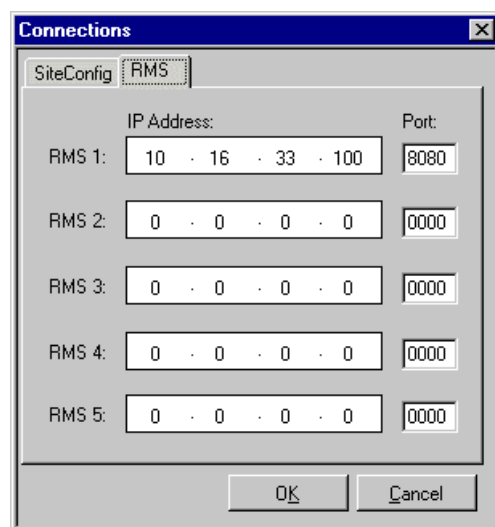 Connections
SiteConfig RMS
IP Address: Port:
RMS 1: 10 . 16 . 33 . 100 8080
RMS 2: 0 . 0 . 0 . 0 0000
RMS 3: 0 . 0 . 0 . 0 0000
RMS 4: 0 . 0 . 0 . 0 0000
RMS 5: 0 . 0 . 0 . 0 0000
OK Cancel